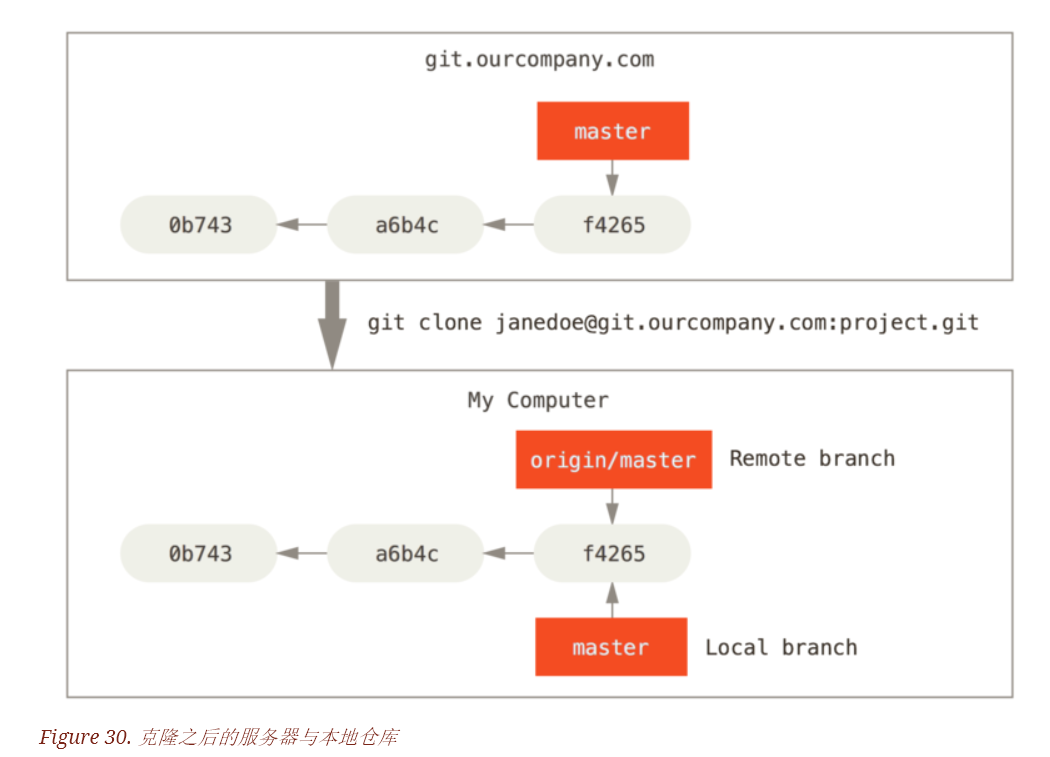 git.ourcompany.com
master
0b743 a6b4c f4265
git clone janedoe@git.ourcompany.com:project.git
My Computer
origin/master Remote branch
0b743 a6b4c f4265
master Local branch
Figure 30. 克隆之后的服务器与本地仓库